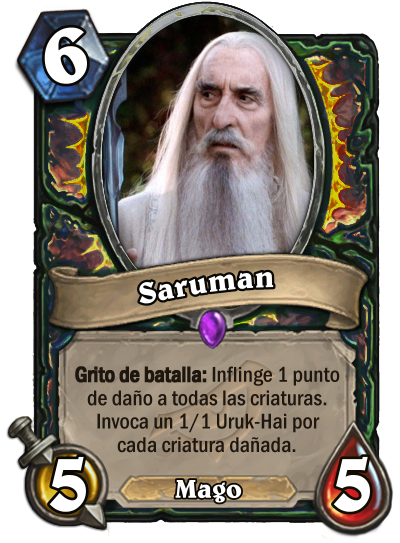 6
Saruman
Grito de batalla: Inflinge 1 punto
de daño a todas las criaturas.
Invoca un 1/1 Uruk-Hai por
cada criatura dañada.
5
Mago
5